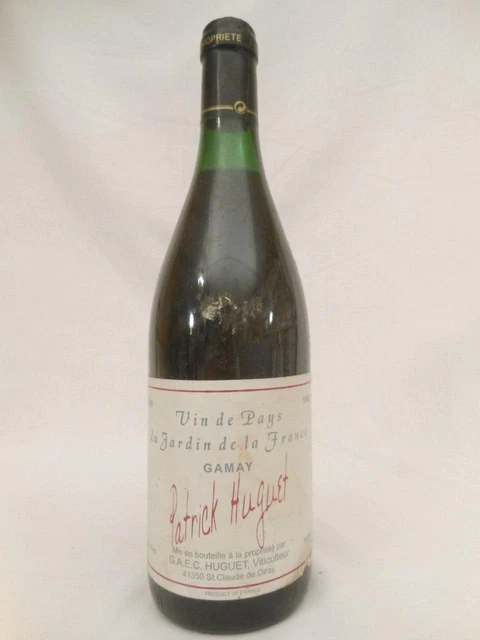 PROPRIETE
Vin de Pays
du Jardin de la France
GAMAY
Patrick Huguet
Mis en bouteille à la propriété par
G.A.E.C. HUGUET, Viticulteur
41350 St Claude de Diray
PRODUCT OF FRANCE